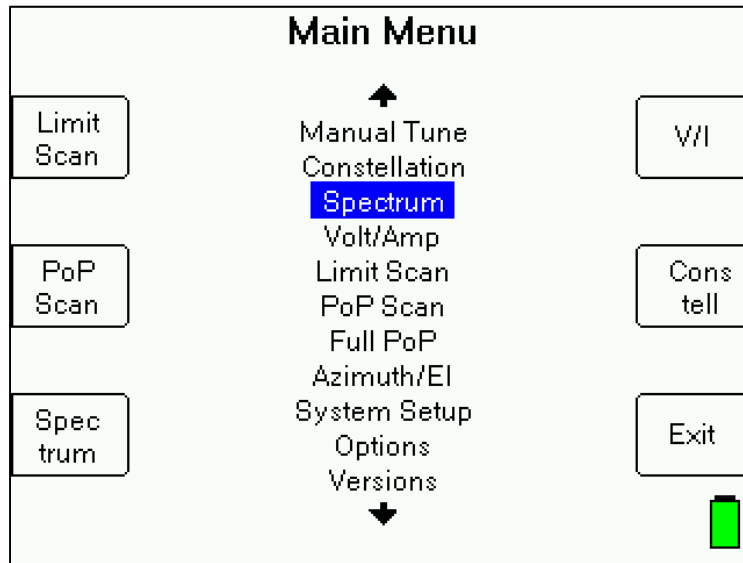 Main Menu
Limit
Scan
PoP
Scan
Spec
trum
Manual Tune
Constellation
Spectrum
Volt/Amp
Limit Scan
PoP Scan
Full PoP
Azimuth/El
System Setup
Options
Versions
V/I
Cons
tell
Exit